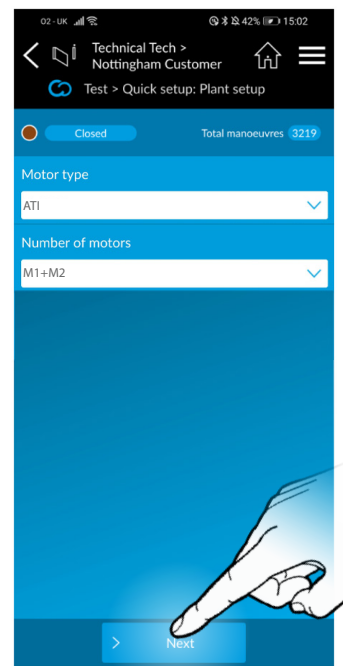 O2-UK 42% 15:02
Technical Tech >
Nottingham Customer
Test > Quick setup: Plant setup
Closed Total manoeuvres 3219
Motor type
ATI
Number of motors
M1+M2
> Next